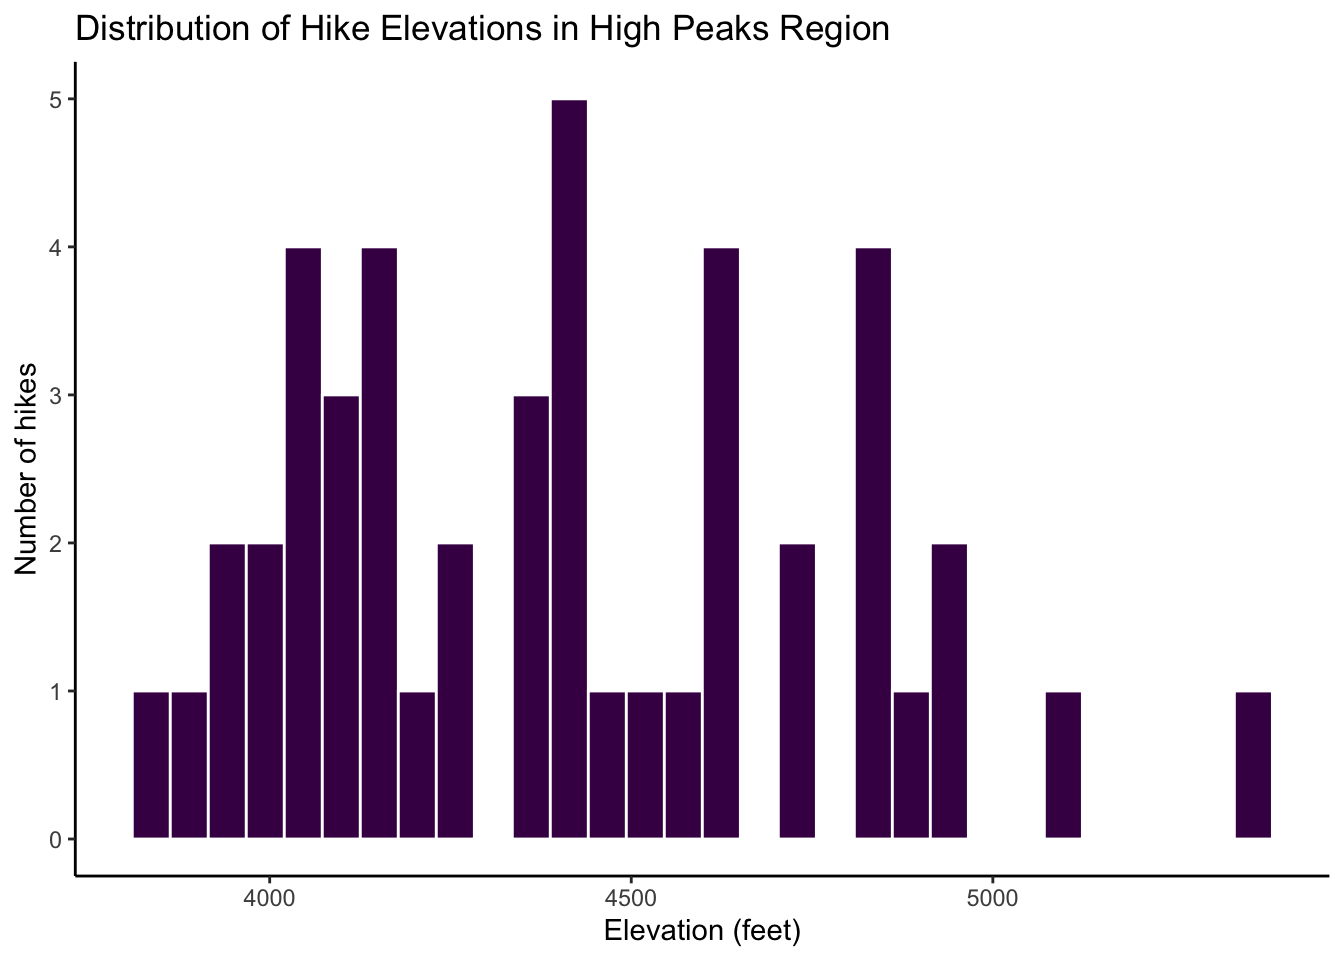 Distribution of Hike Elevations in High Peaks Region
5
4
3
2
1
0
Number of hikes
4000 4500 5000
Elevation (feet)